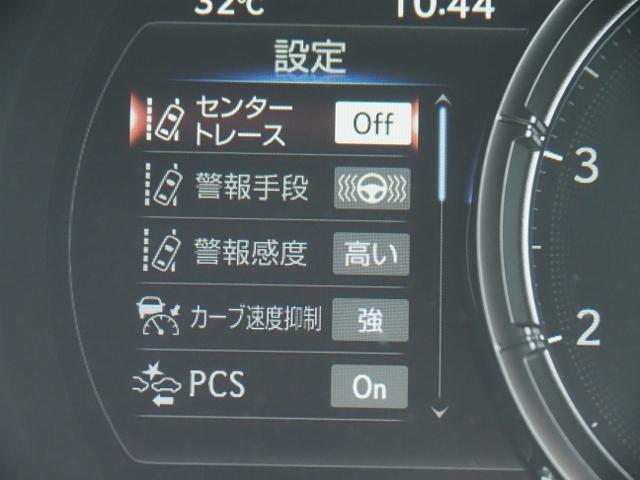 32℃ 10:44
設定
センター
トレース Off
警報手段
警報感度 高い
カーブ速度抑制 強
PCS On
3
2